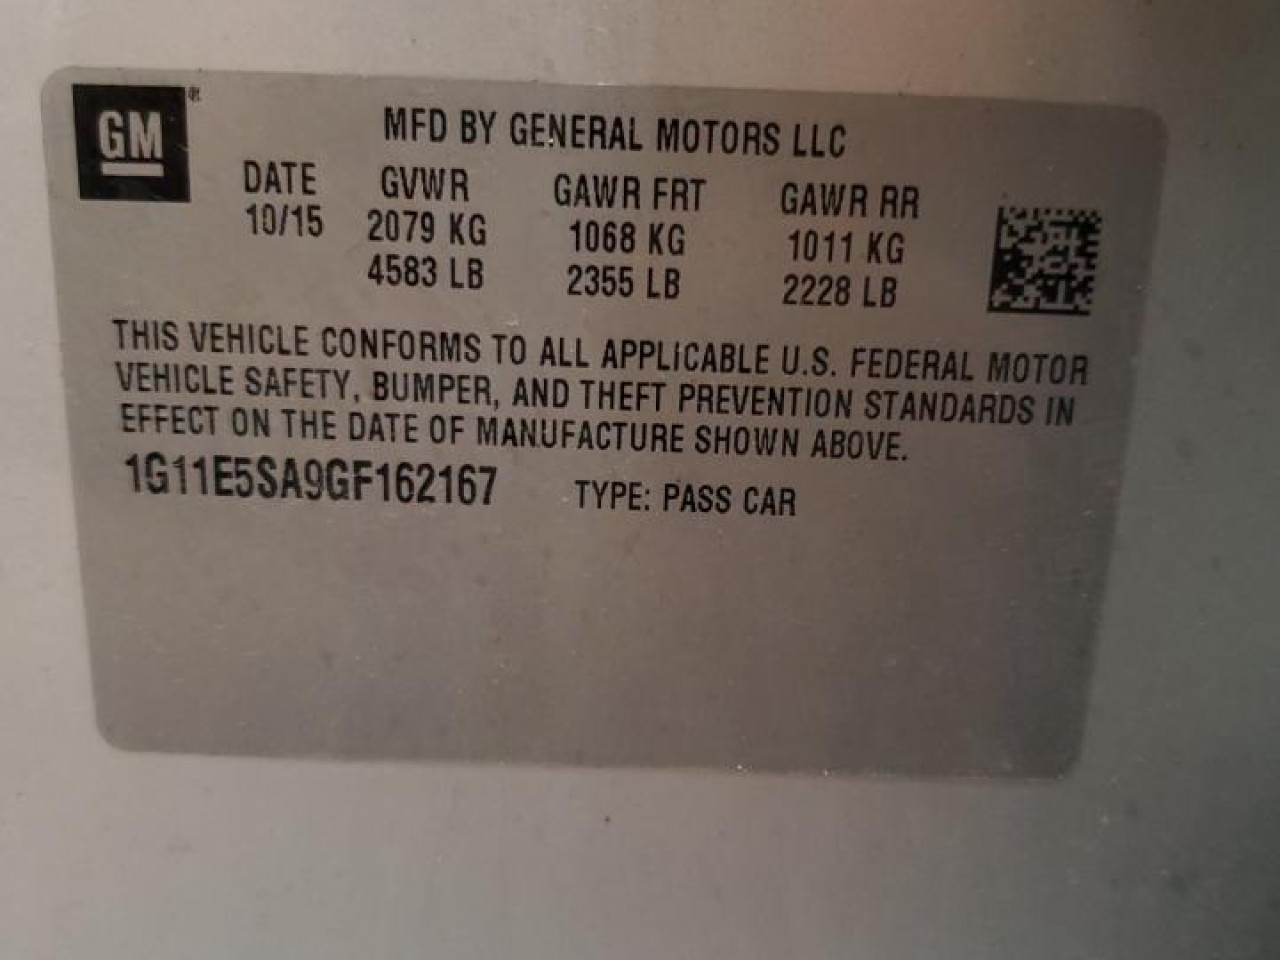 GM
MFD BY GENERAL MOTORS LLC
DATE GVWR GAWR FRT GAWR RR
10/15 2079 KG 1068 KG 1011 KG
4583 LB 2355 LB 2228 LB
THIS VEHICLE CONFORMS TO ALL APPLICABLE U.S. FEDERAL MOTOR
VEHICLE SAFETY, BUMPER, AND THEFT PREVENTION STANDARDS IN
EFFECT ON THE DATE OF MANUFACTURE SHOWN ABOVE.
1G11E5SA9GF162167 TYPE: PASS CAR